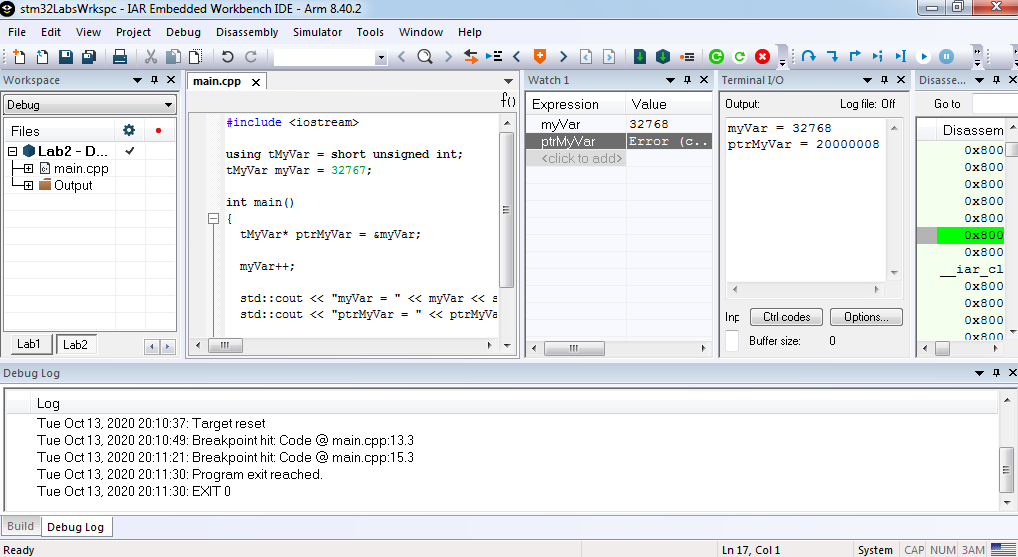 stm32LabsWrkspc - IAR Embedded Workbench IDE - Arm 8.40.2
File Edit View Project Debug Disassembly Simulator Tools Window Help
Workspace
Debug
Files
Lab2 - D...
main.cpp
Output
Lab1 Lab2
main.cpp
f()
#include <iostream>
using tMyVar = short unsigned int;
tMyVar myVar = 32767;
int main()
{
tMyVar* ptrMyVar = &myVar;
myVar++;
std::cout << "myVar = " << myVar << s
std::cout << "ptrMyVar = " << ptrMyVa
Watch 1
Expression Value
myVar 32768
ptrMyVar Error (c..
<click to add>
Terminal I/O
Output: Log file: Off
myVar = 32768
ptrMyVar = 20000008
Inp Ctrl codes Options...
Buffer size: 0
Disasse...
Go to
Disassem
0x800
0x800
0x800
0x800
0x800
0x800
0x800
__iar_cl
0x800
0x800
0x800
0x800
Debug Log
Log
Tue Oct 13, 2020 20:10:37: Target reset
Tue Oct 13, 2020 20:10:49: Breakpoint hit: Code @ main.cpp:13.3
Tue Oct 13, 2020 20:11:21: Breakpoint hit: Code @ main.cpp:15.3
Tue Oct 13, 2020 20:11:30: Program exit reached.
Tue Oct 13, 2020 20:11:30: EXIT 0
Build Debug Log
Ready Ln 17, Col 1 System CAP NUM ЗАМ